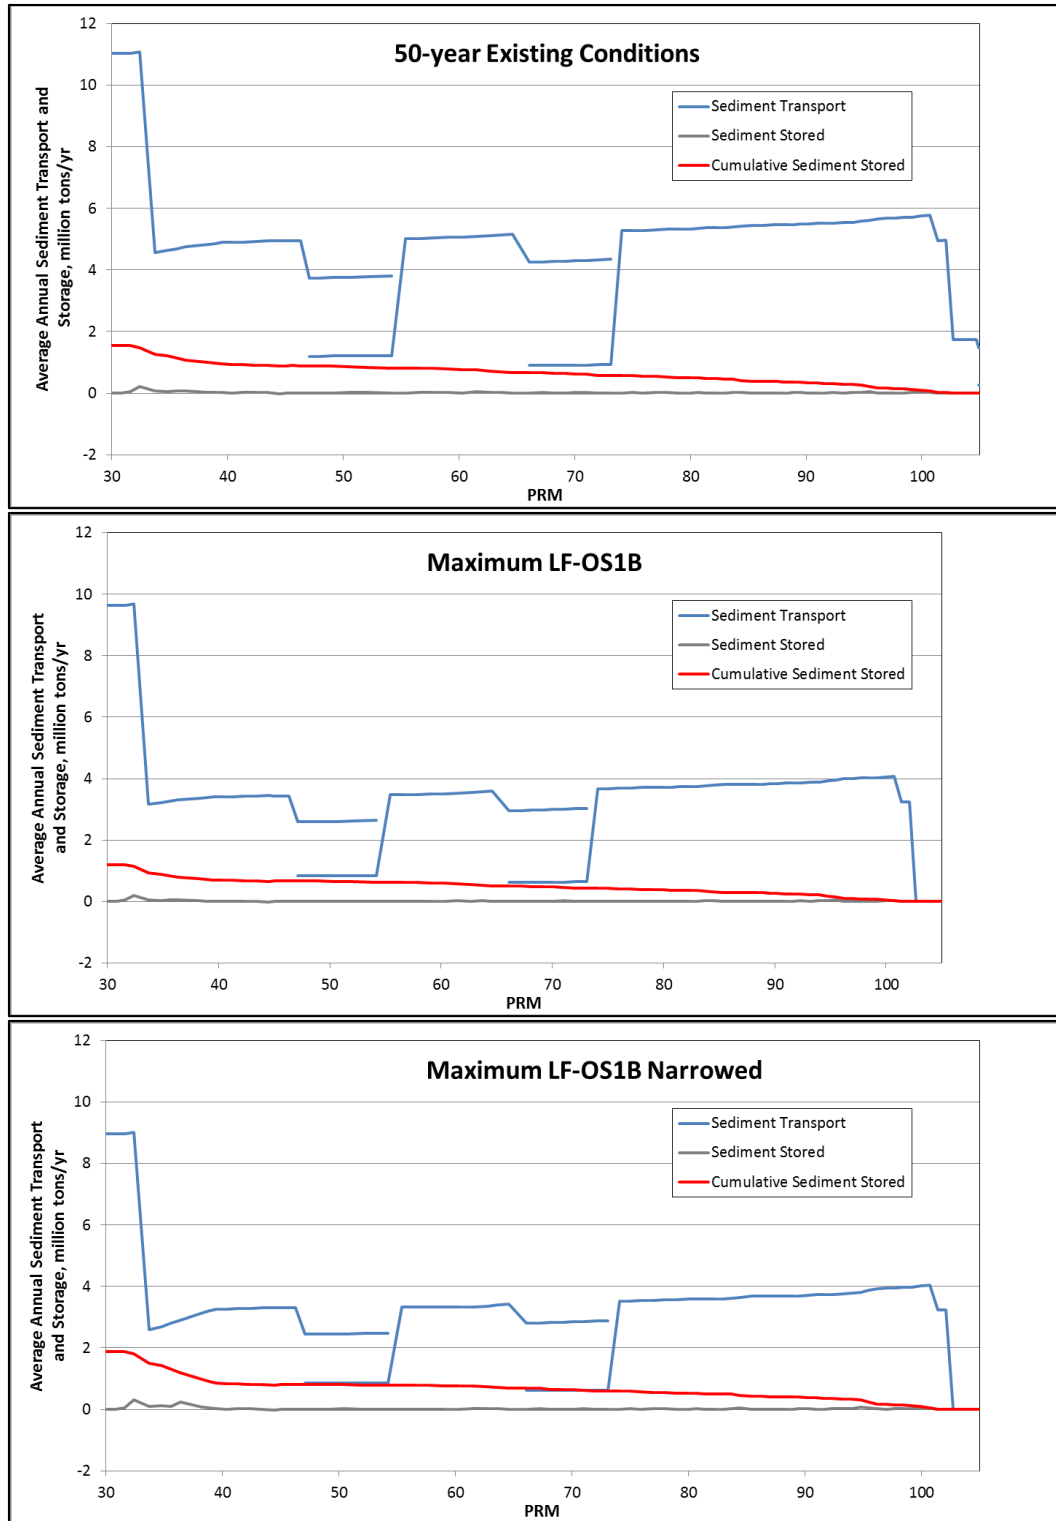 50-year Existing Conditions
Average Annual Sediment Transport and
Storage, million tons/yr
12
10
8
6
4
2
0
-2
Sediment Transport
Sediment Stored
Cumulative Sediment Stored
30 40 50 60 70 80 90 100
PRM
Maximum LF-OS1B
Average Annual Sediment Transport
and Storage, million tons/yr
12
10
8
6
4
2
0
-2
Sediment Transport
Sediment Stored
Cumulative Sediment Stored
30 40 50 60 70 80 90 100
PRM
Maximum LF-OS1B Narrowed
Average Annual Sediment Transport
and Storage, million tons/yr
12
10
8
6
4
2
0
-2
Sediment Transport
Sediment Stored
Cumulative Sediment Stored
30 40 50 60 70 80 90 100
PRM